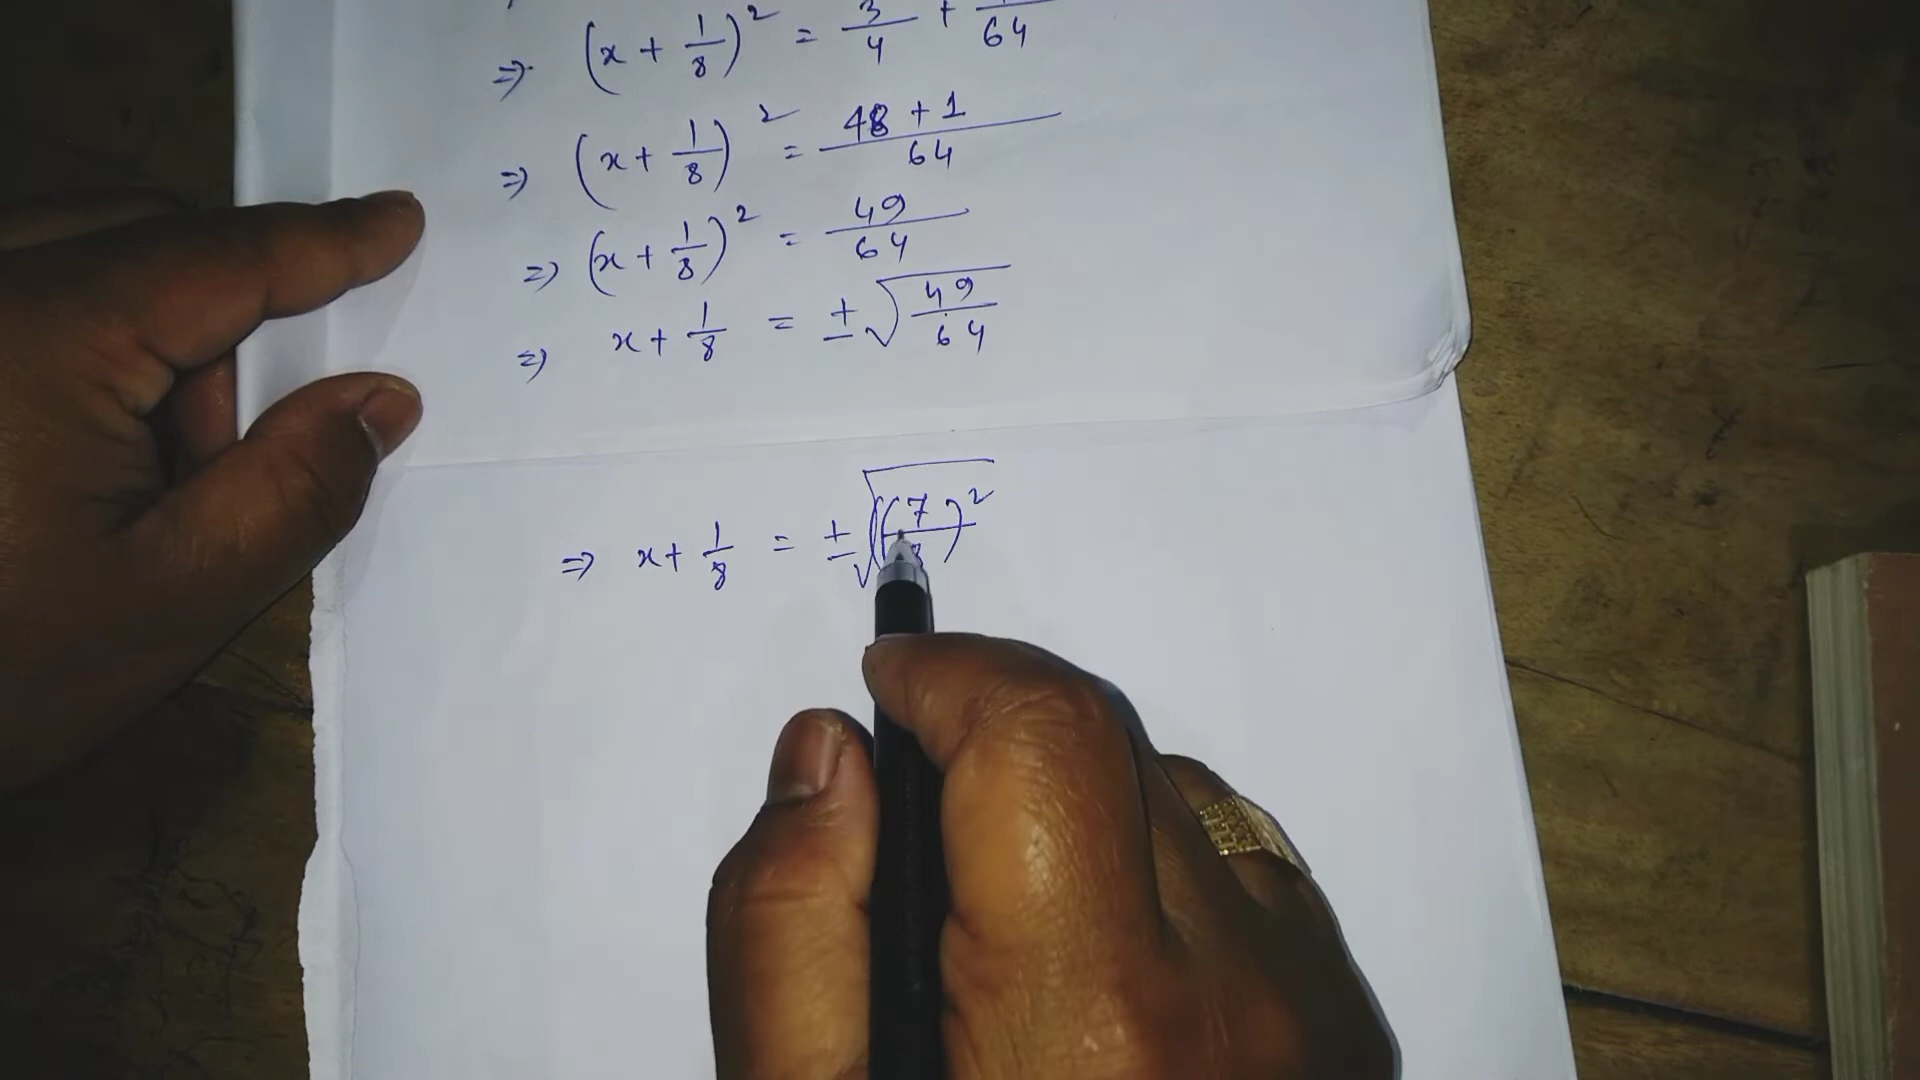 ⇒ (x + 1/8)² = 3/4 + 1/64
⇒ (x + 1/8)² = 48 + 1/64
⇒ (x + 1/8)² = 49/64
⇒ x + 1/8 = ± √49/64
⇒ x + 1/8 = ± √(7/8)²